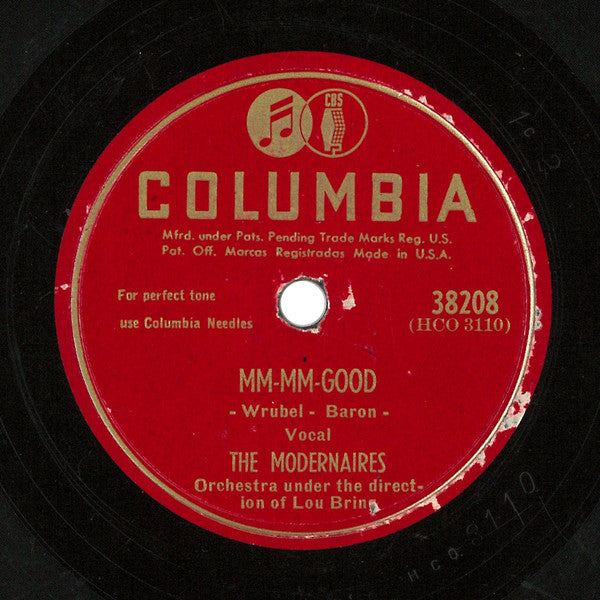 CBS
COLUMBIA
Mfrd. under Pats. Pending Trade Marks Reg. U.S.
Pat. Off. Marcas Registradas Made in U.S.A.
For perfect tone
use Columbia Needles
38208
(HCO 3110)
MM-MM-GOOD
- Wrubel - Baron -
Vocal
THE MODERNAIRES
Orchestra under the direct-
ion of Lou Bring
HCO 3110